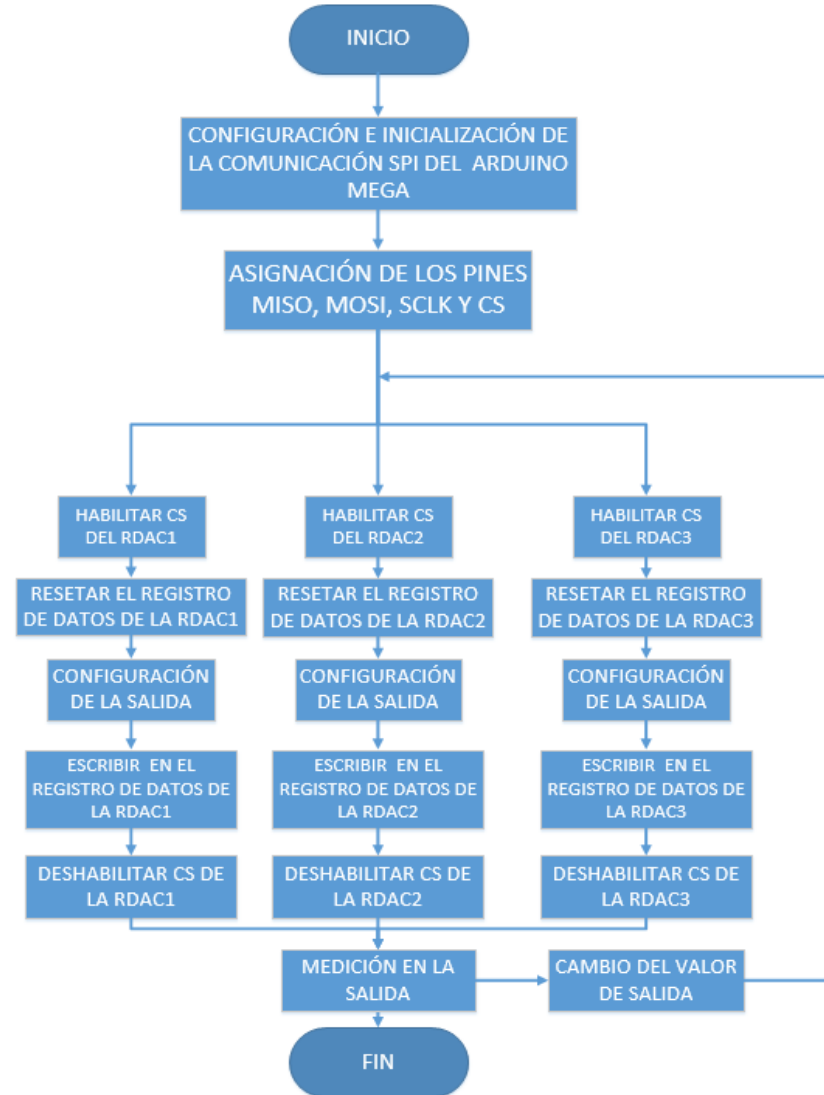 INICIO
CONFIGURACIÓN E INICIALIZACIÓN DE
LA COMUNICACIÓN SPI DEL ARDUINO
MEGA
ASIGNACIÓN DE LOS PINES
MISO, MOSI, SCLK Y CS
HABILITAR CS
DEL RDAC1
HABILITAR CS
DEL RDAC2
HABILITAR CS
DEL RDAC3
RESETAR EL REGISTRO
DE DATOS DE LA RDAC1
RESETAR EL REGISTRO
DE DATOS DE LA RDAC2
RESETAR EL REGISTRO
DE DATOS DE LA RDAC3
CONFIGURACIÓN
DE LA SALIDA
CONFIGURACIÓN
DE LA SALIDA
CONFIGURACIÓN
DE LA SALIDA
ESCRIBIR EN EL
REGISTRO DE DATOS DE
LA RDAC1
ESCRIBIR EN EL
REGISTRO DE DATOS DE
LA RDAC2
ESCRIBIR EN EL
REGISTRO DE DATOS DE
LA RDAC3
DESHABILITAR CS DE
LA RDAC1
DESHABILITAR CS DE
LA RDAC2
DESHABILITAR CS DE
LA RDAC3
MEDICIÓN EN LA
SALIDA
CAMBIO DEL VALOR
DE SALIDA
FIN